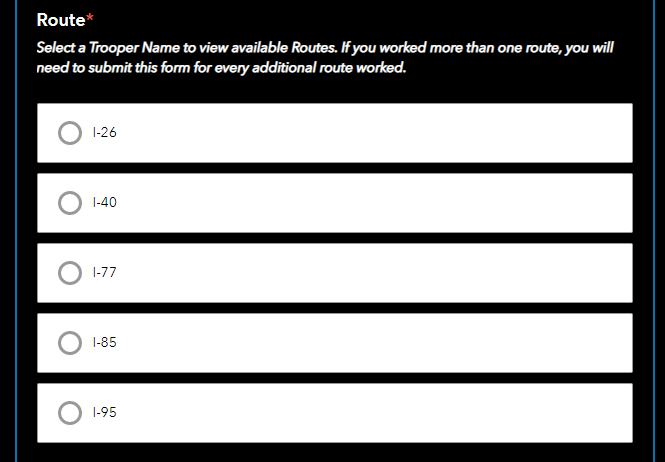 Route*
Select a Trooper Name to view available Routes. If you worked more than one route, you will
need to submit this form for every additional route worked.
I-26
I-40
I-77
I-85
I-95